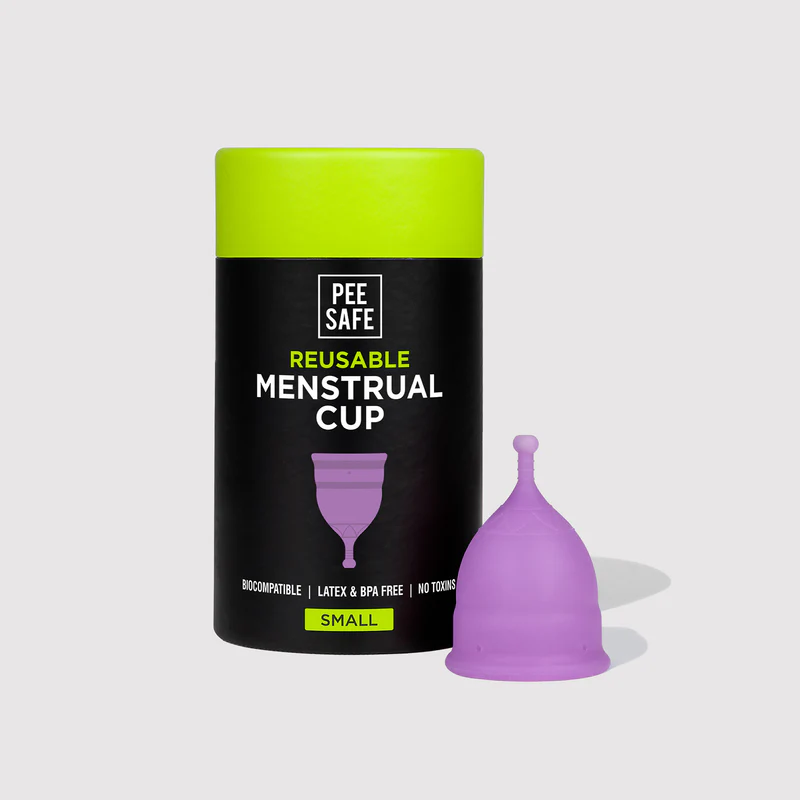 PEE
SAFE
REUSABLE
MENSTRUAL
CUP
BIOCOMPATIBLE | LATEX & BPA FREE | NO TOXINS
SMALL